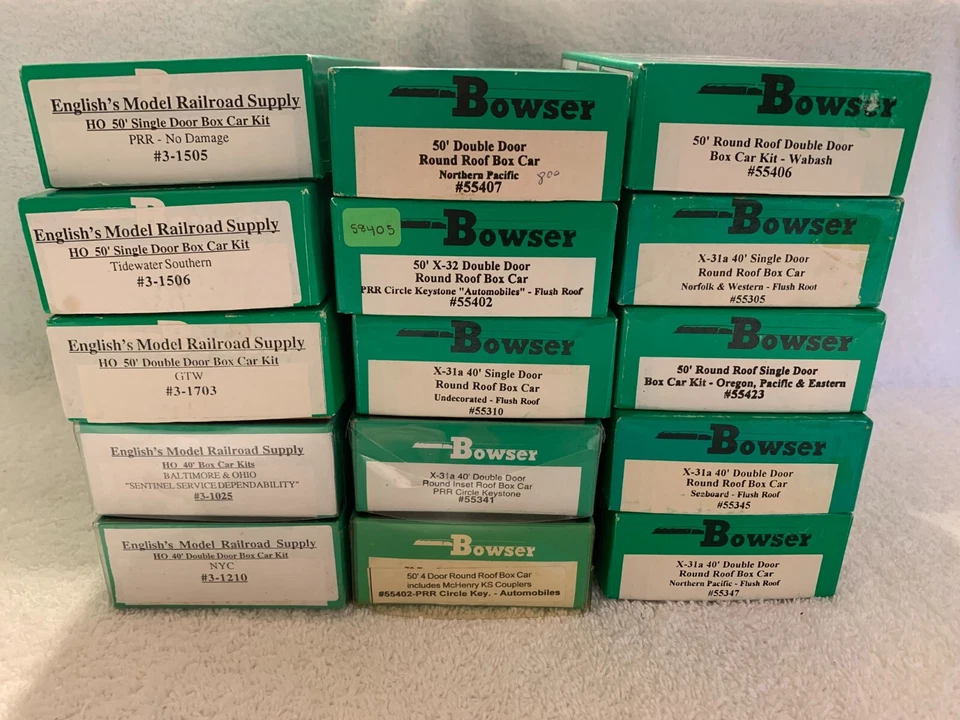 English's Model Railroad Supply
HO 50' Single Door Box Car Kit
PRR - No Damage
#3-1505
English's Model Railroad Supply
HO 50' Single Door Box Car Kit
Tidewater Southern
#3-1506
English's Model Railroad Supply
HO 50' Double Door Box Car Kit
GTW
#3-1703
English's Model Railroad Supply
HO 40' Box Car Kits
BALTIMORE & OHIO
"SENTINEL SERVICE DEPENDABILITY"
#3-1025
English's Model Railroad Supply
HO 40' Double Door Box Car Kit
NYC
#3-1210
Bowser
50' Double Door
Round Roof Box Car
Northern Pacific
800
#55407
58405
Bowser
50' X-32 Double Door
Round Roof Box Car
PRR Circle Keystone "Automobiles" - Flush Roof
#55402
Bowser
X-31a 40' Single Door
Round Roof Box Car
Undecorated - Flush Roof
#55310
Bowser
X-31a 40' Double Door
Round Inset Roof Box Car
PRR Circle Keystone
#55341
Bowser
50' 4 Door Round Roof Box Car
includes McHenry KS Couplers
#55402-PRR Circle Key. - Automobiles
Bowser
50' Round Roof Double Door
Box Car Kit - Wabash
#55406
Bowser
X-31a 40' Single Door
Round Roof Box Car
Norfolk & Western - Flush Roof
#55305
Bowser
50' Round Roof Single Door
Box Car Kit - Oregon, Pacific & Eastern
#55423
Bowser
X-31a 40' Double Door
Round Roof Box Car
Seaboard - Flush Roof
#55345
Bowser
X-31a 40' Double Door
Round Roof Box Car
Northern Pacific - Flush Roof
#55347